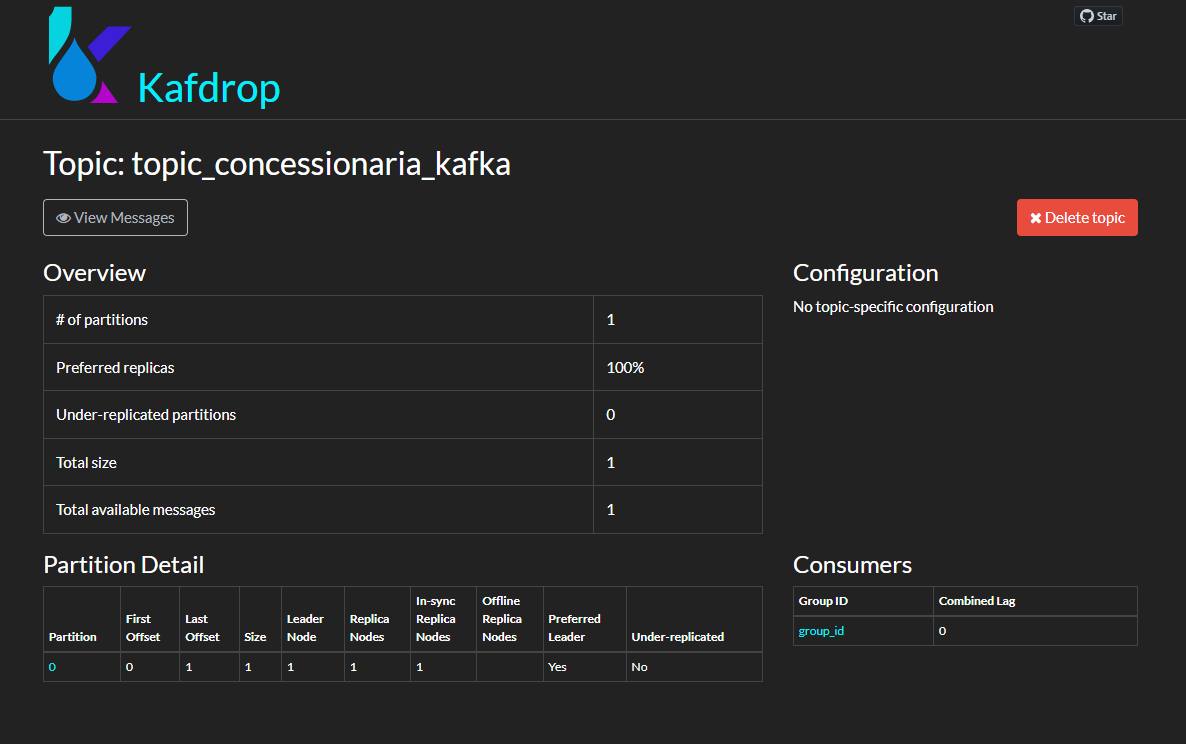 Star
Kafdrop
Topic: topic_concessionaria_kafka
View Messages
Delete topic
Overview
# of partitions 1
Preferred replicas 100%
Under-replicated partitions 0
Total size 1
Total available messages 1
Configuration
No topic-specific configuration
Partition Detail
Partition First Offset Last Offset Size Leader Node Replica Nodes In-sync Replica Nodes Offline Replica Nodes Preferred Leader Under-replicated
0 0 1 1 1 1 1 Yes No
Consumers
Group ID Combined Lag
group_id 0